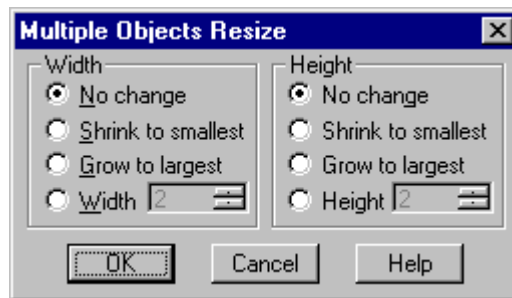 Multiple Objects Resize
Width
No change
Shrink to smallest
Grow to largest
Width 2
Height
No change
Shrink to smallest
Grow to largest
Height 2
OK Cancel Help